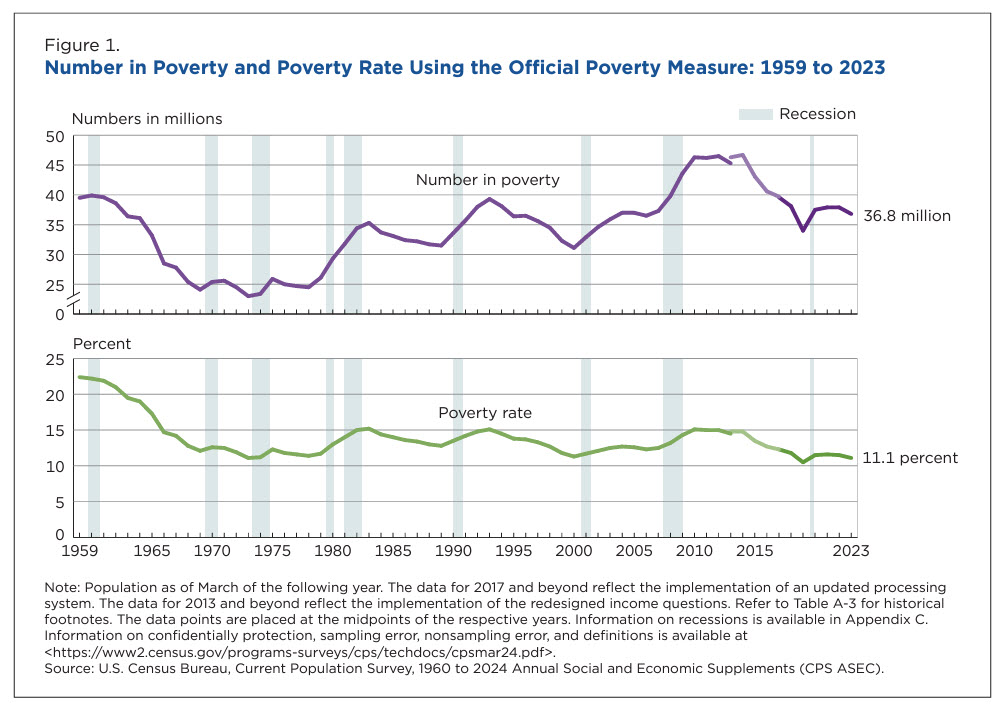 Figure 1.
Number in Poverty and Poverty Rate Using the Official Poverty Measure: 1959 to 2023
Numbers in millions
Recession
50
45
40
35
30
25
0
Number in poverty
36.8 million
Percent
25
20
15
10
5
0
Poverty rate
11.1 percent
1959 1965 1970 1975 1980 1985 1990 1995 2000 2005 2010 2015 2023
Note: Population as of March of the following year. The data for 2017 and beyond reflect the implementation of an updated processing
system. The data for 2013 and beyond reflect the implementation of the redesigned income questions. Refer to Table A-3 for historical
footnotes. The data points are placed at the midpoints of the respective years. Information on recessions is available in Appendix C.
Information on confidentially protection, sampling error, nonsampling error, and definitions is available at
<https://www2.census.gov/programs-surveys/cps/techdocs/cpsmar24.pdf>.
Source: U.S. Census Bureau, Current Population Survey, 1960 to 2024 Annual Social and Economic Supplements (CPS ASEC).